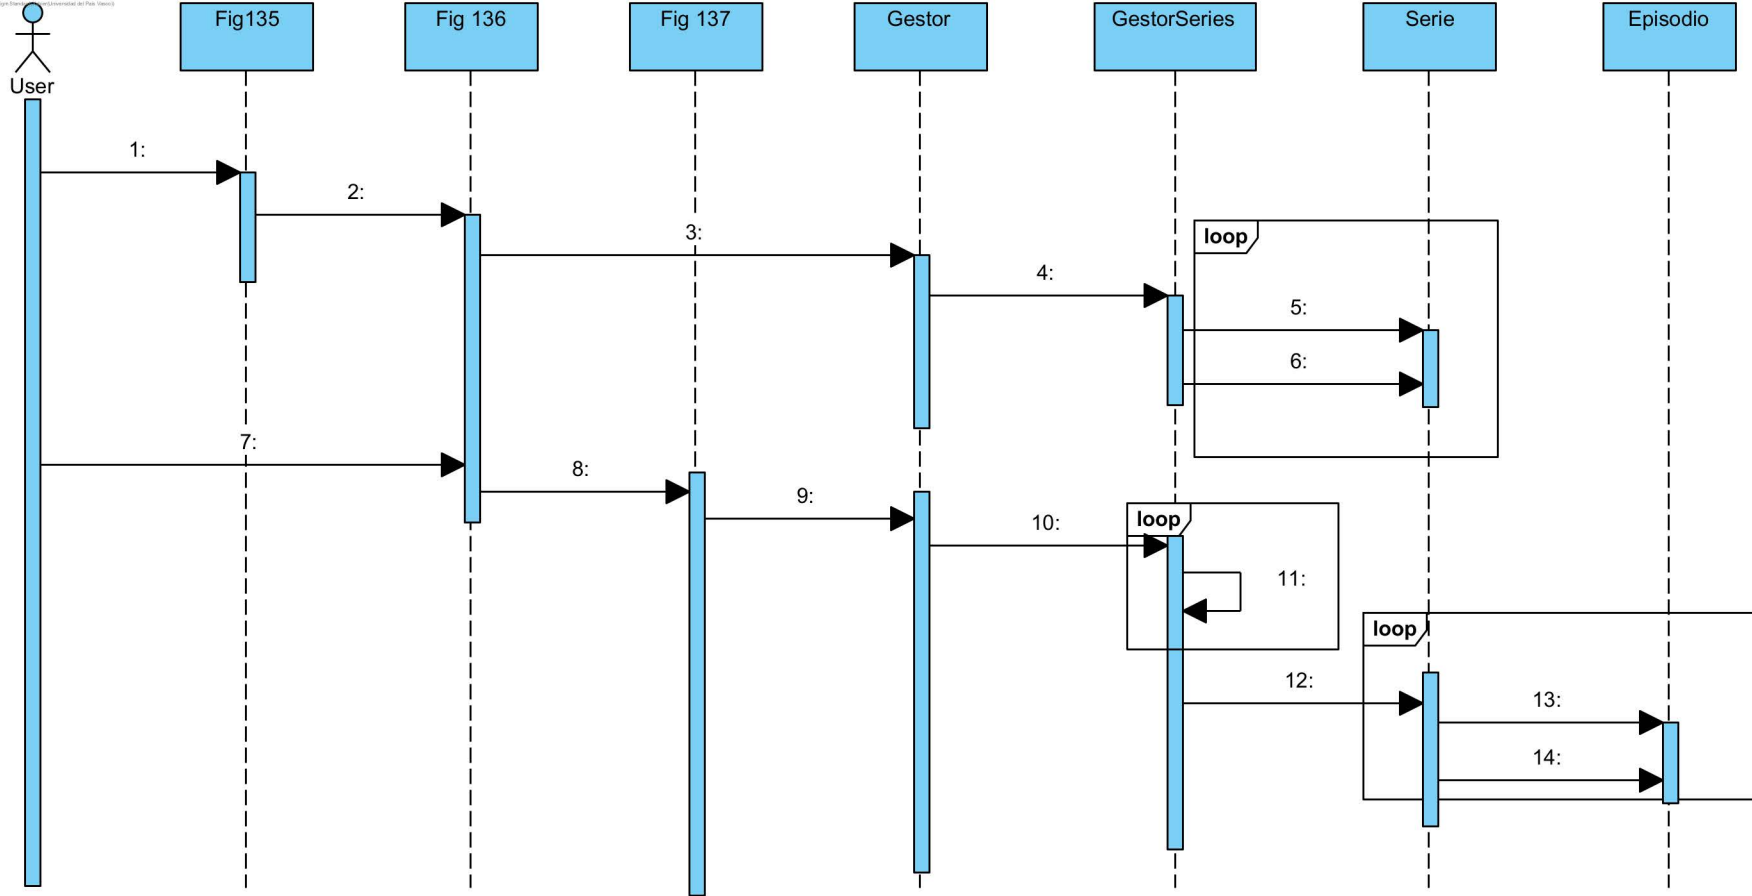 Fig135
Fig 136
Fig 137
Gestor
GestorSeries
Serie
Episodio
User
1:
2:
3:
loop
4:
5:
6:
7:
8:
9:
10:
loop
11:
loop
12:
13:
14: